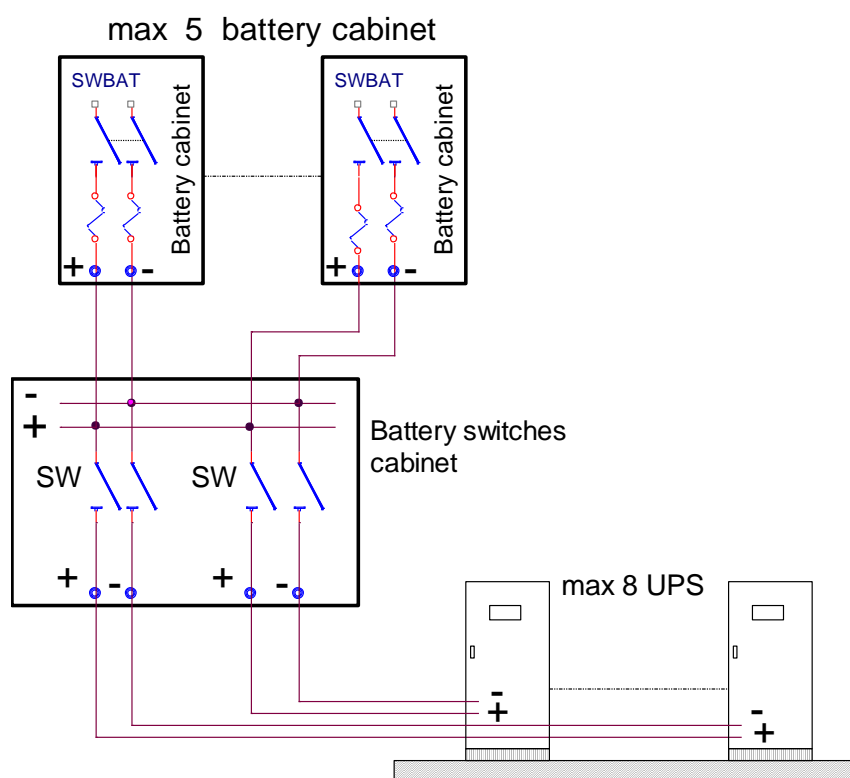 max 5 battery cabinet
SWBAT
Battery cabinet
+ -
SWBAT
Battery cabinet
+ -
-
+
Battery switches
cabinet
SW
SW
+ -
+ -
max 8 UPS
-
+
-
+